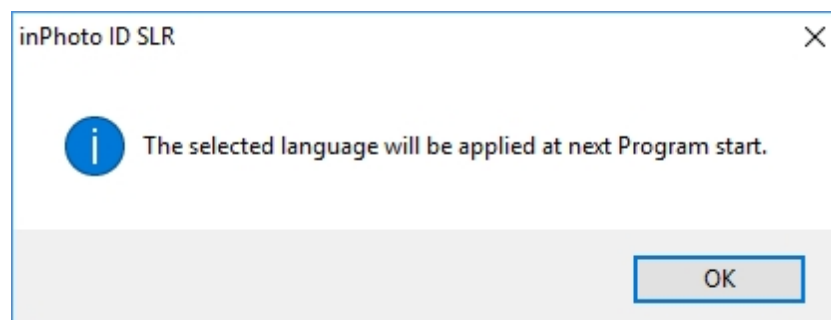 inPhoto ID SLR
The selected language will be applied at next Program start.
OK